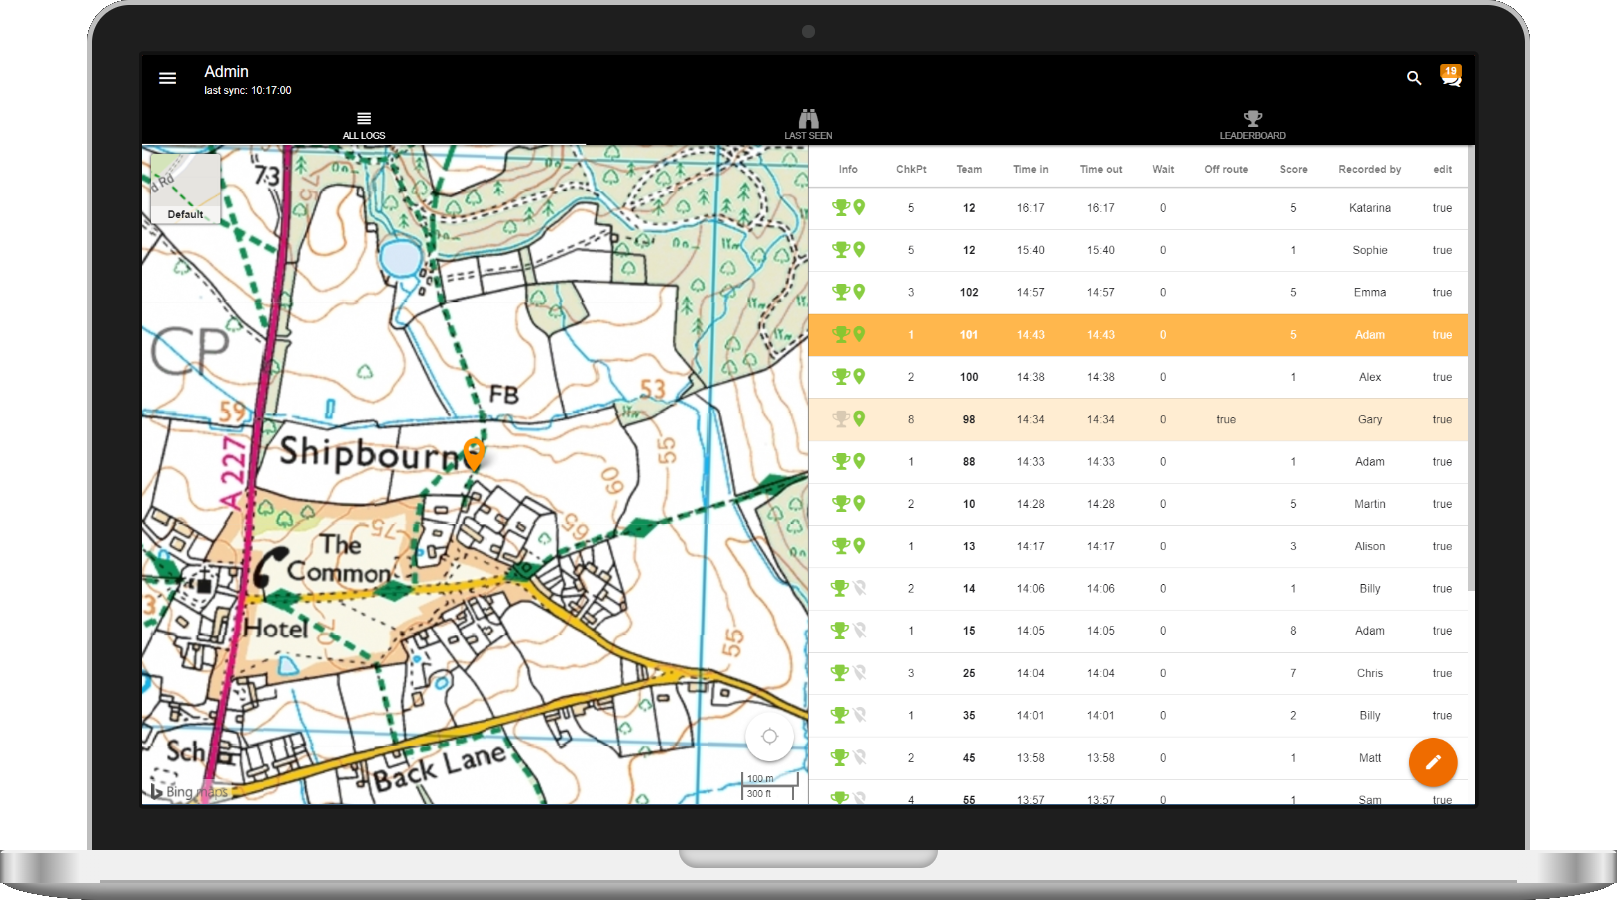 Admin
last sync: 10:17:00
19
ALL LOGS
LAST SEEN
LEADERBOARD
d Rd
Default
73
75
CP
59
FB
53
A 227
Shipbourne
55
60
65
75
The
Common
Hotel
55
3
Sch
Back Lane
Bing maps
100 m
300 ft
Info ChkPt Team Time in Time out Wait Off route Score Recorded by edit
5 12 16:17 16:17 0 5 Katarina true
5 12 15:40 15:40 0 1 Sophie true
3 102 14:57 14:57 0 5 Emma true
1 101 14:43 14:43 0 5 Adam true
2 100 14:38 14:38 0 1 Alex true
8 98 14:34 14:34 0 true Gary true
1 88 14:33 14:33 0 1 Adam true
2 10 14:28 14:28 0 5 Martin true
1 13 14:17 14:17 0 3 Alison true
2 14 14:06 14:06 0 1 Billy true
1 15 14:05 14:05 0 8 Adam true
3 25 14:04 14:04 0 7 Chris true
1 35 14:01 14:01 0 2 Billy true
2 45 13:58 13:58 0 1 Matt
4 55 13:57 13:57 0 1 Sam true